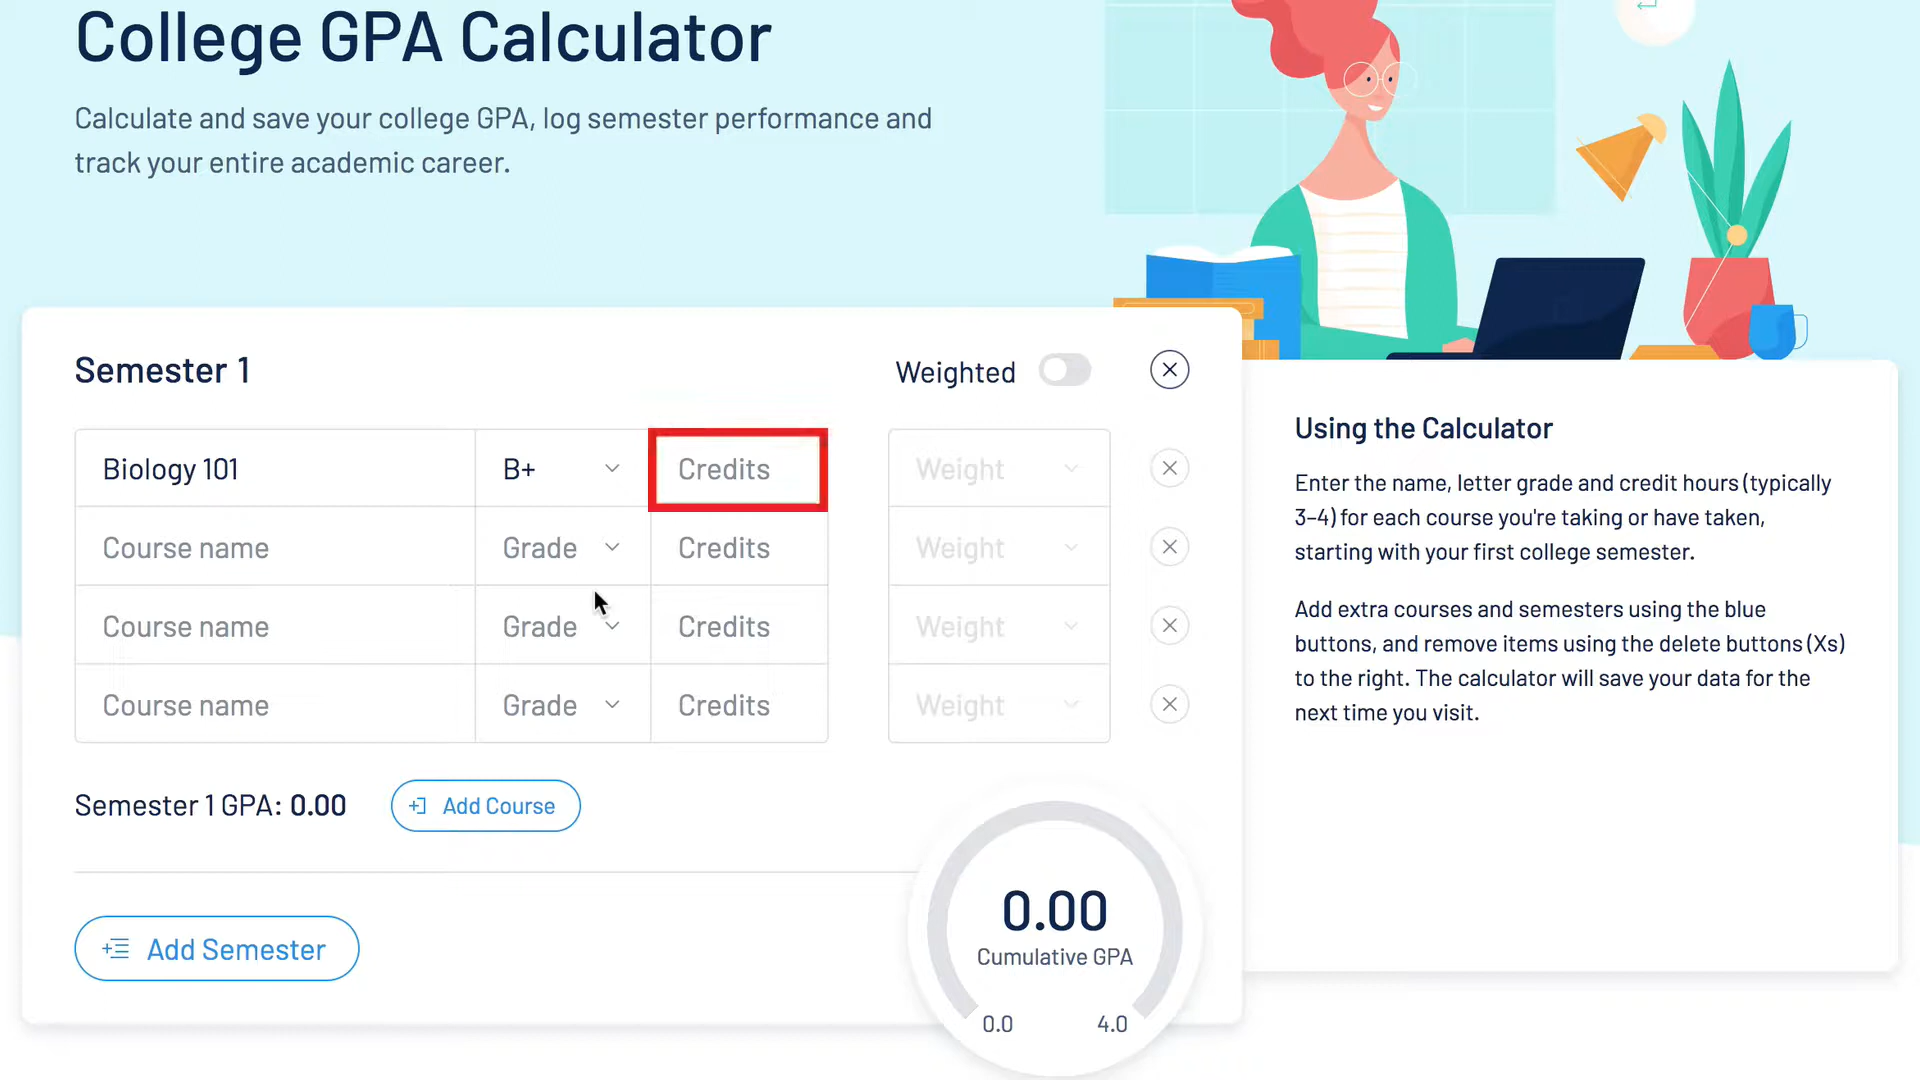 College GPA Calculator
Calculate and save your college GPA, log semester performance and
track your entire academic career.
Semester 1
Weighted
Biology 101 B+ Credits Weight
Course name Grade Credits Weight
Course name Grade Credits Weight
Course name Grade Credits Weight
Semester 1 GPA: 0.00
Add Course
Add Semester
0.00
Cumulative GPA
0.0 4.0
Using the Calculator
Enter the name, letter grade and credit hours (typically
3–4) for each course you're taking or have taken,
starting with your first college semester.
Add extra courses and semesters using the blue
buttons, and remove items using the delete buttons (Xs)
to the right. The calculator will save your data for the
next time you visit.